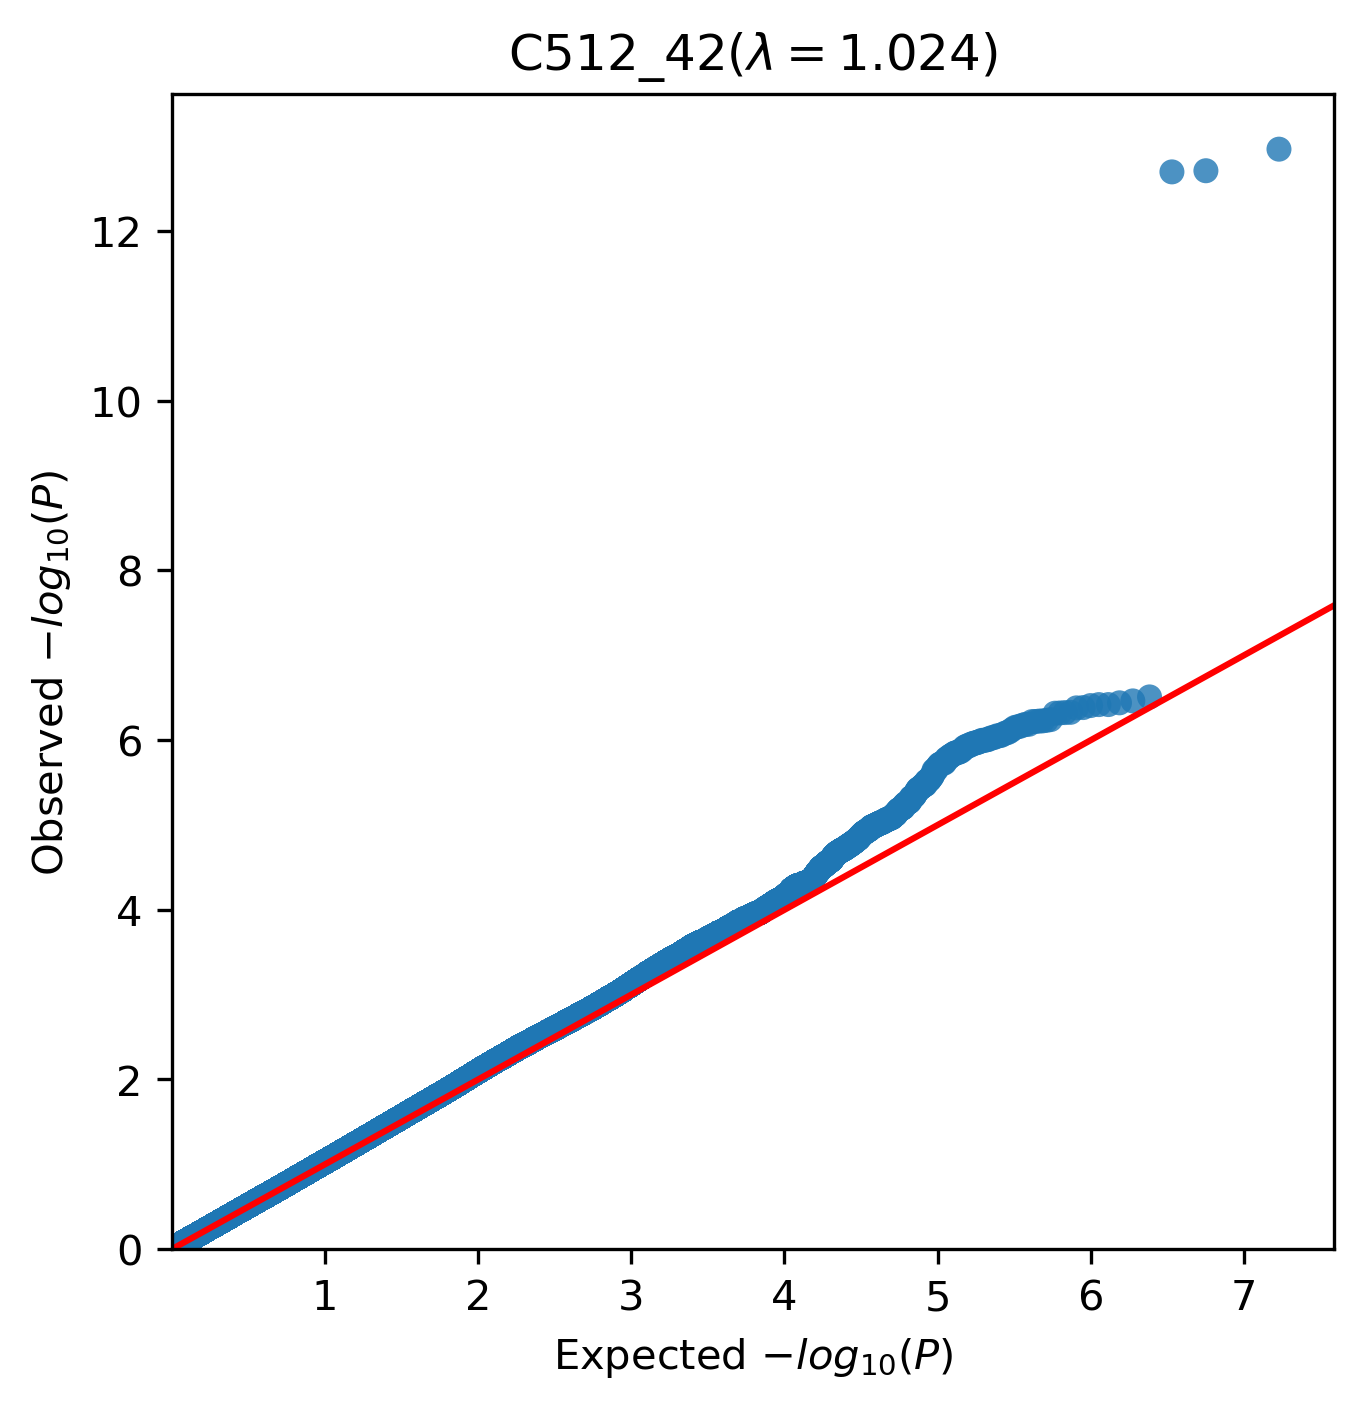 C512_42(λ = 1.024)
Observed −log₁₀(P)
12
10
8
6
4
2
0
1 2 3 4 5 6 7
Expected −log₁₀(P)